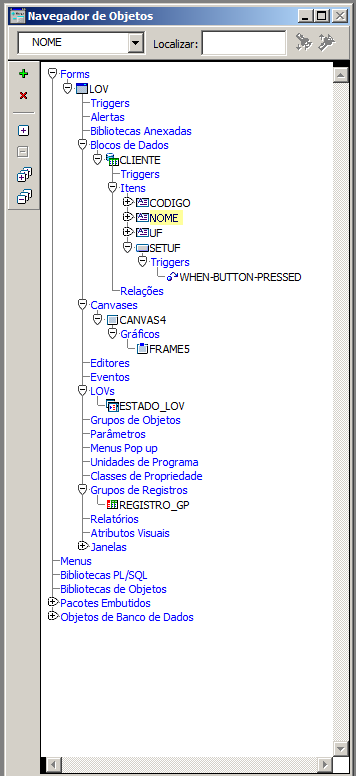 Navegador de Objetos
NOME
Localizar:
Forms
LOV
Triggers
Alertas
Bibliotecas Anexadas
Blocos de Dados
CLIENTE
Triggers
Itens
CODIGO
NOME
UF
SETUF
Triggers
WHEN-BUTTON-PRESSED
Relações
Canvases
CANVAS4
Gráficos
FRAME5
Editores
Eventos
LOVs
ESTADO_LOV
Grupos de Objetos
Parâmetros
Menus Pop up
Unidades de Programa
Classes de Propriedade
Grupos de Registros
REGISTRO_GP
Relatórios
Atributos Visuais
Janelas
Menus
Bibliotecas PL/SQL
Bibliotecas de Objetos
Pacotes Embutidos
Objetos de Banco de Dados